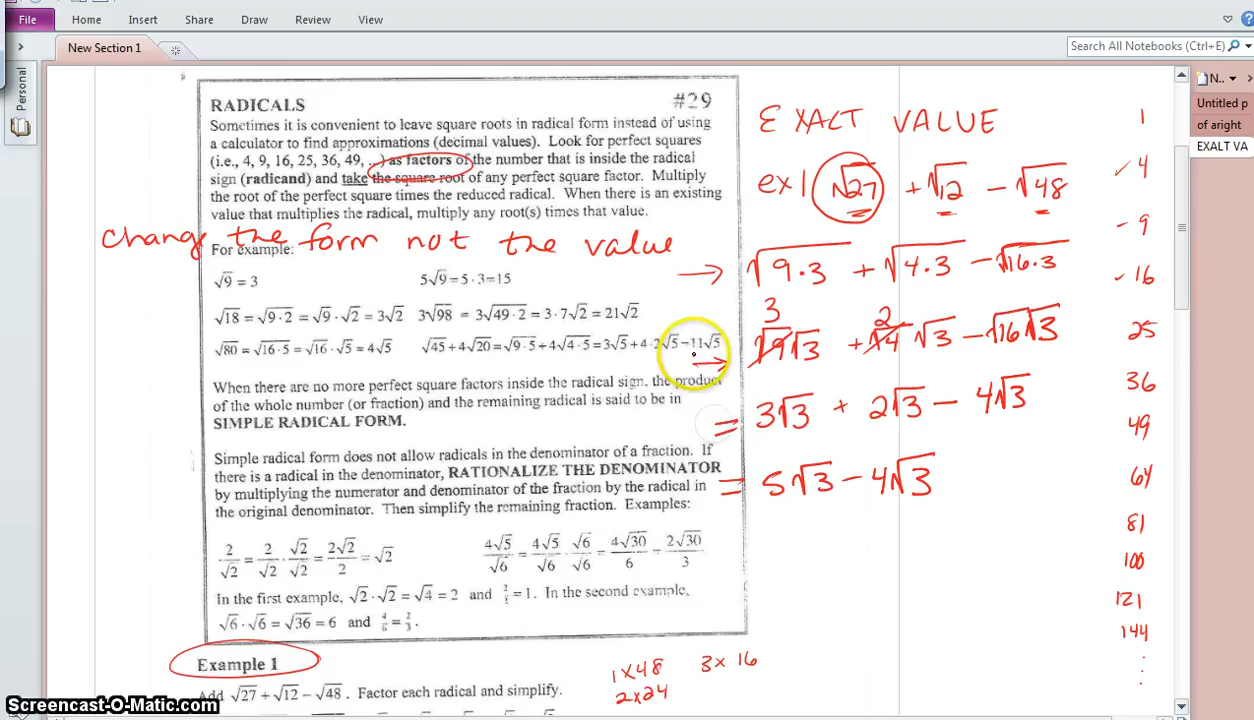 File Home Insert Share Draw Review View
New Section 1
Search All Notebooks (Ctrl+E)
Personal
N..
Untitled p
of aright
EXACT VA
RADICALS #29
Sometimes it is convenient to leave square roots in radical form instead of using
a calculator to find approximations (decimal values). Look for perfect squares
(i.e., 4, 9, 16, 25, 36, 49, ...) as factors of the number that is inside the radical
sign (radicand) and take the square root of any perfect square factor. Multiply
the root of the perfect square times the reduced radical. When there is an existing
value that multiplies the radical, multiply any root(s) times that value.
change the form not the value
For example:
√9 = 3 5√9 = 5 · 3 = 15
√18 = √9·2 = √9 · √2 = 3√2 3√98 = 3√49·2 = 3·7√2 = 21√2
√80 = √16·5 = √16 · √5 = 4√5 √45 + 4√20 = √9·5 + 4√4·5 = 3√5 + 4·2√5 = 11√5
When there are no more perfect square factors inside the radical sign, the product
of the whole number (or fraction) and the remaining radical is said to be in
SIMPLE RADICAL FORM.
Simple radical form does not allow radicals in the denominator of a fraction. If
there is a radical in the denominator, RATIONALIZE THE DENOMINATOR
by multiplying the numerator and denominator of the fraction by the radical in
the original denominator. Then simplify the remaining fraction. Examples:
2/√2 = 2/√2 · √2/√2 = 2√2/2 = √2 4√5/√6 = 4√5/√6 · √6/√6 = 4√30/6 = 2√30/3
In the first example, √2 · √2 = √4 = 2 and 2/2 = 1. In the second example,
√6 · √6 = √36 = 6 and 4/6 = 2/3.
Example 1
Add √27 + √12 − √48. Factor each radical and simplify.
1x48 3x16
2x24
EXACT VALUE
ex1 √27 + √12 − √48
→ √9·3 + √4·3 − √16·3
3 2
→ √9√3 + √4√3 − √16√3
= 3√3 + 2√3 − 4√3
= 5√3 − 4√3
1
4
9
16
25
36
49
64
81
100
121
144
Screencast-O-Matic.com